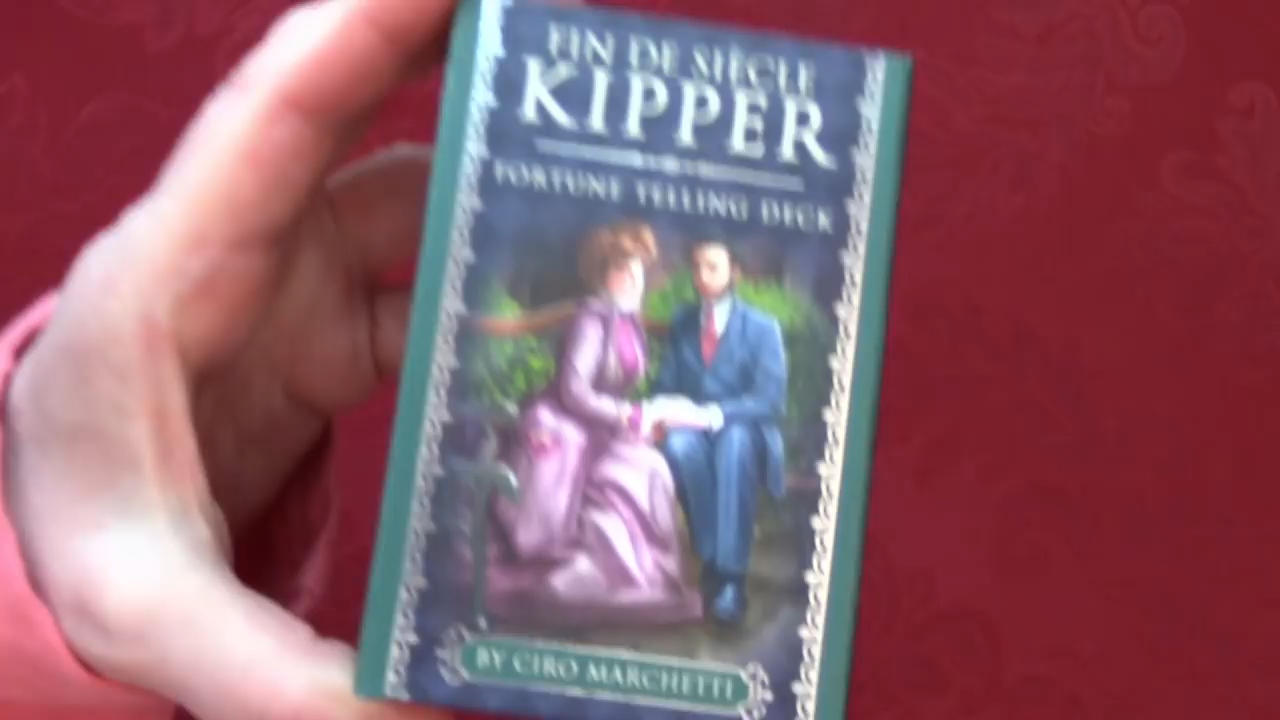 FIN DE SIÈCLE
KIPPER
FORTUNE TELLING DECK
BY CIRO MARCHETTI